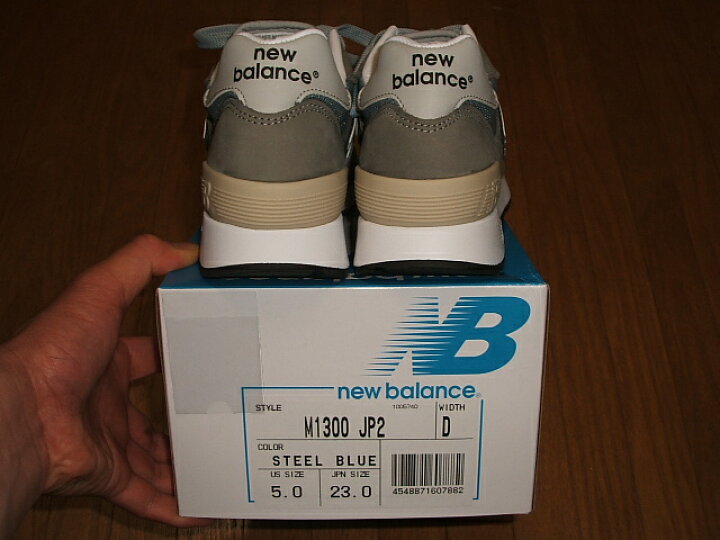 new
balance®
new
balance®
NB
new balance®
STYLE
1006740
WIDTH
M1300 JP2
D
COLOR
STEEL BLUE
US SIZE
JPN SIZE
5.0
23.0
4548871607882